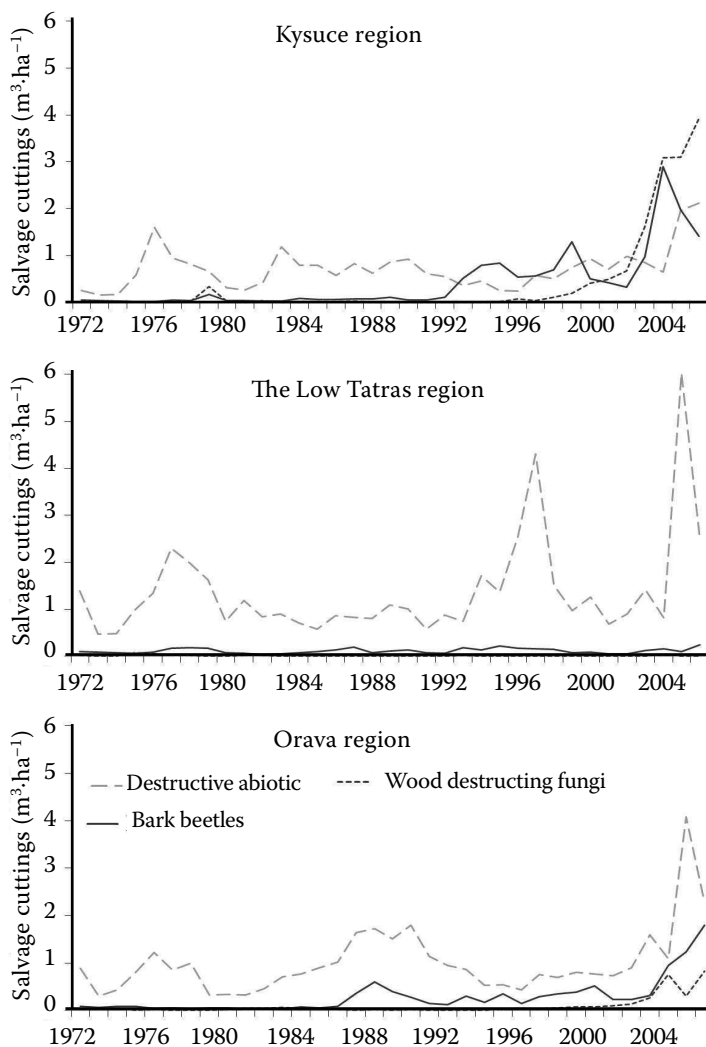 Kysuce region
Salvage cuttings (m³·ha⁻¹)
6
5
4
3
2
1
0
1972 1976 1980 1984 1988 1992 1996 2000 2004
The Low Tatras region
Salvage cuttings (m³·ha⁻¹)
6
5
4
3
2
1
0
1972 1976 1980 1984 1988 1992 1996 2000 2004
Orava region
Salvage cuttings (m³·ha⁻¹)
6
5
4
3
2
1
0
Destructive abiotic Wood destructing fungi
Bark beetles
1972 1976 1980 1984 1988 1992 1996 2000 2004